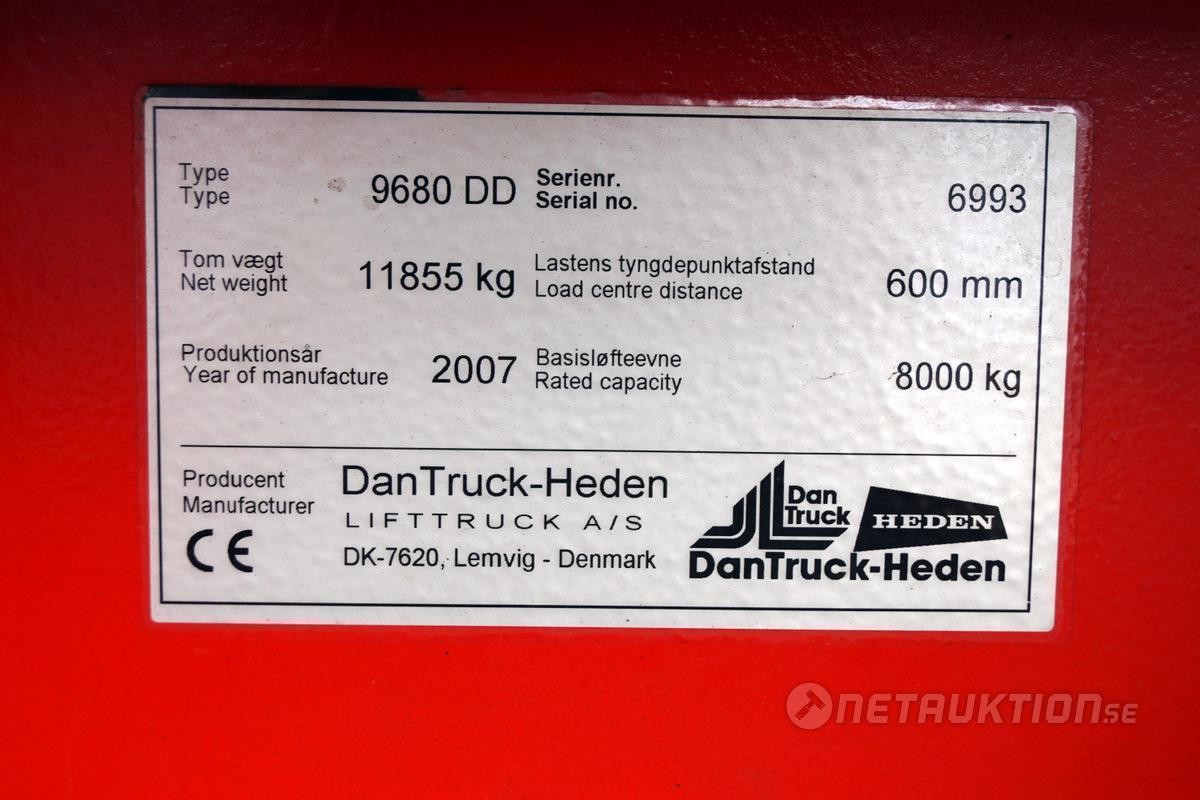 Type
Type
9680 DD
Serienr.
Serial no.
6993
Tom vægt
Net weight
11855 kg
Lastens tyngdepunktafstand
Load centre distance
600 mm
Produktionsår
Year of manufacture
2007
Basisløfteevne
Rated capacity
8000 kg
Producent
Manufacturer
CE
DanTruck-Heden
LIFTTRUCK A/S
DK-7620, Lemvig - Denmark
Dan
Truck
HEDEN
DanTruck-Heden
NETAUKTION.SE